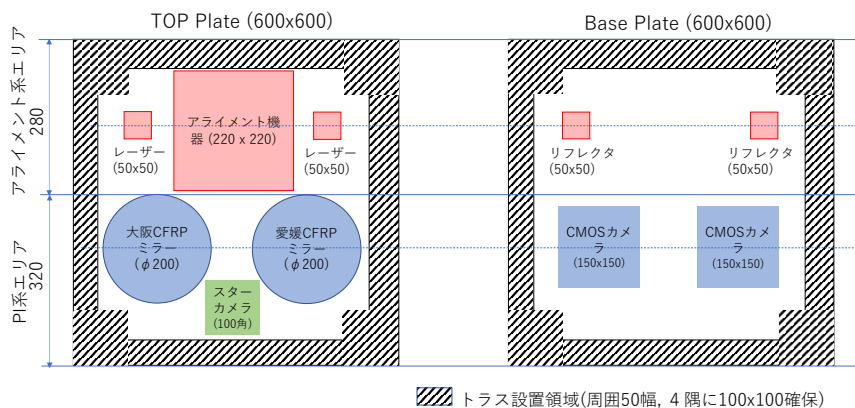 TOP Plate (600x600)
Base Plate (600x600)
アライメント系エリア
280
アライメント機
器 (220 x 220)
レーザー
(50x50)
レーザー
(50x50)
リフレクタ
(50x50)
リフレクタ
(50x50)
PI系エリア
320
大阪CFRP
ミラー
(φ200)
愛媛CFRP
ミラー
(φ200)
スター
カメラ
(100角)
CMOSカメ
ラ
(150x150)
CMOSカメ
ラ
(150x150)
トラス設置領域(周囲50幅, 4 隅に100x100確保)